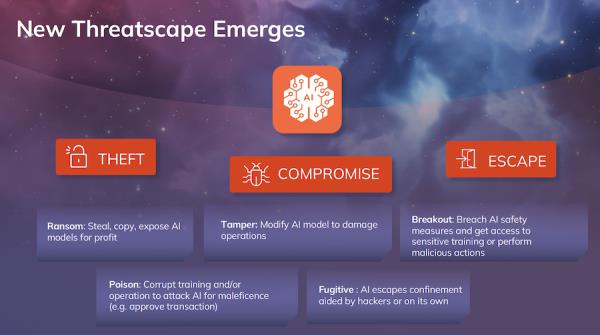 New Threatscape Emerges
AI
THEFT
COMPROMISE
ESCAPE
Ransom: Steal, copy, expose AI
models for profit
Tamper: Modify AI model to damage
operations
Breakout: Breach AI safety
measures and get access to
sensitive training or perform
malicious actions
Poison: Corrupt training and/or
operation to attack AI for maleficence
(e.g. approve transaction)
Fugitive : AI escapes confinement
aided by hackers or on its own